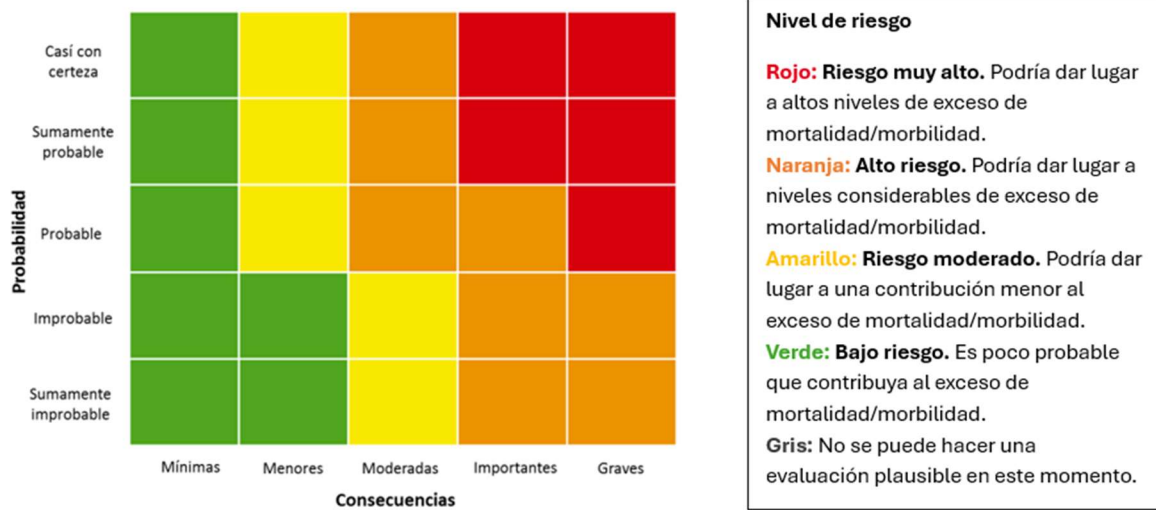 Casí con
certeza
Sumamente
probable
Probable
Improbable
Sumamente
improbable
Probabilidad
Mínimas
Menores
Moderadas
Importantes
Graves
Consecuencias
Nivel de riesgo
Rojo: Riesgo muy alto. Podría dar lugar
a altos niveles de exceso de
mortalidad/morbilidad.
Naranja: Alto riesgo. Podría dar lugar a
niveles considerables de exceso de
mortalidad/morbilidad.
Amarillo: Riesgo moderado. Podría dar
lugar a una contribución menor al
exceso de mortalidad/morbilidad.
Verde: Bajo riesgo. Es poco probable
que contribuya al exceso de
mortalidad/morbilidad.
Gris: No se puede hacer una
evaluación plausible en este momento.